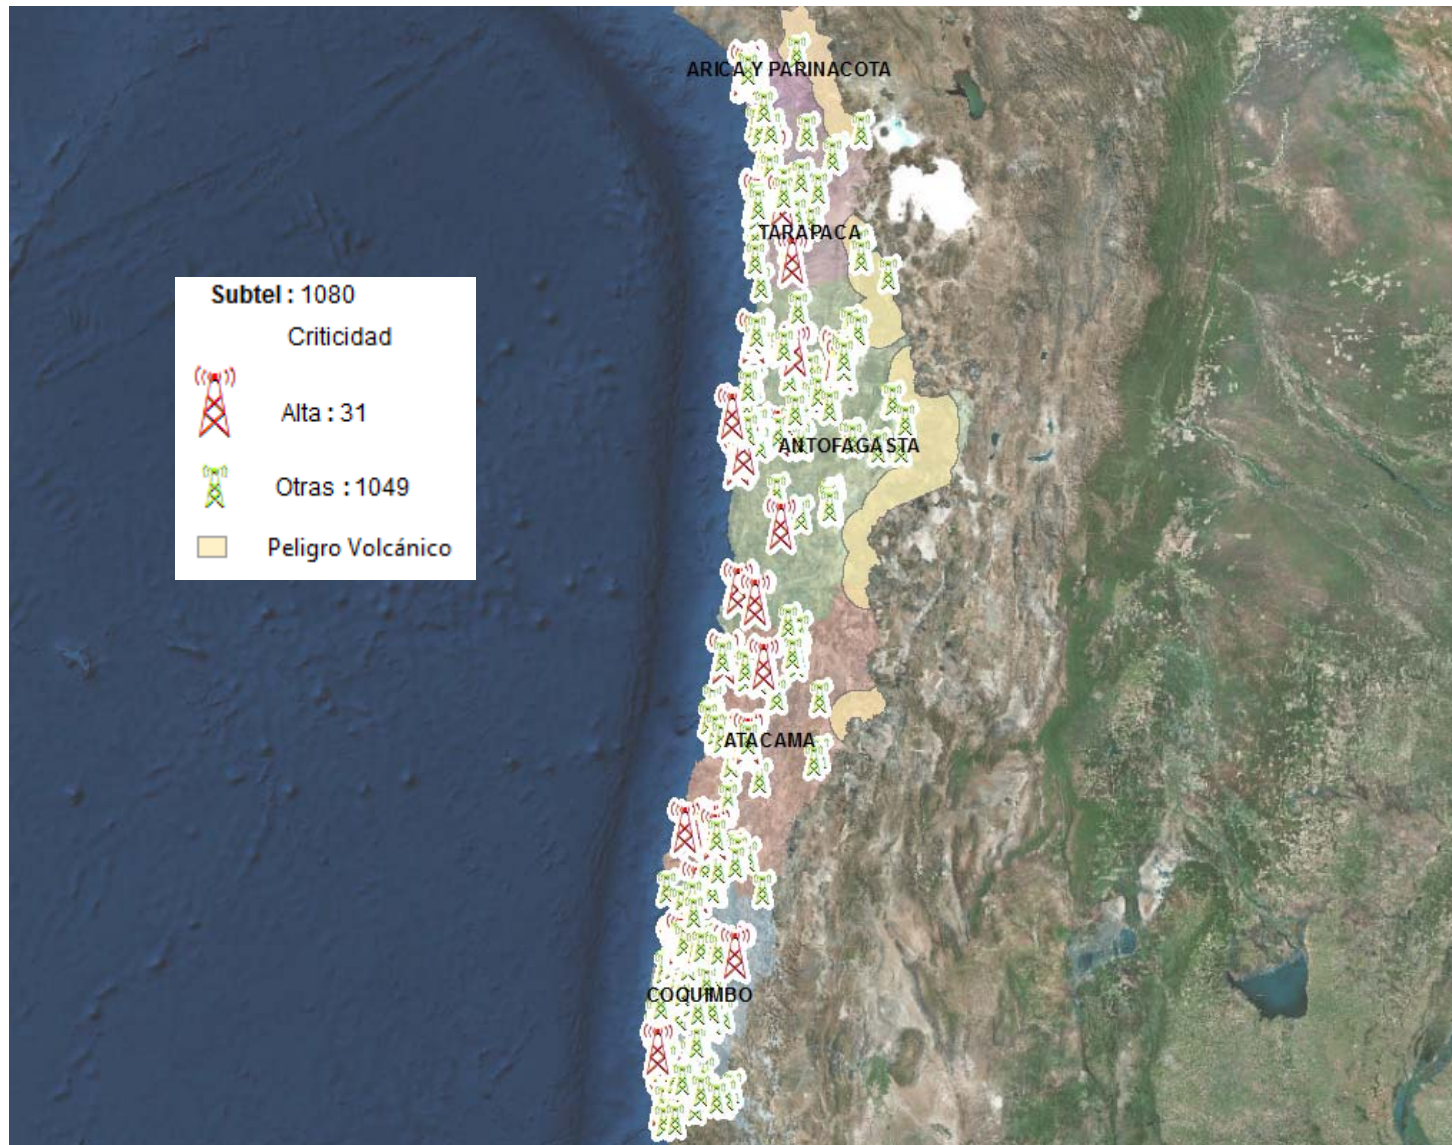 ARICA Y PARINACOTA
TARAPACA
Subtel : 1080
Criticidad
Alta : 31
ANTOFAGASTA
Otras : 1049
Peligro Volcánico
ATACAMA
COQUIMBO